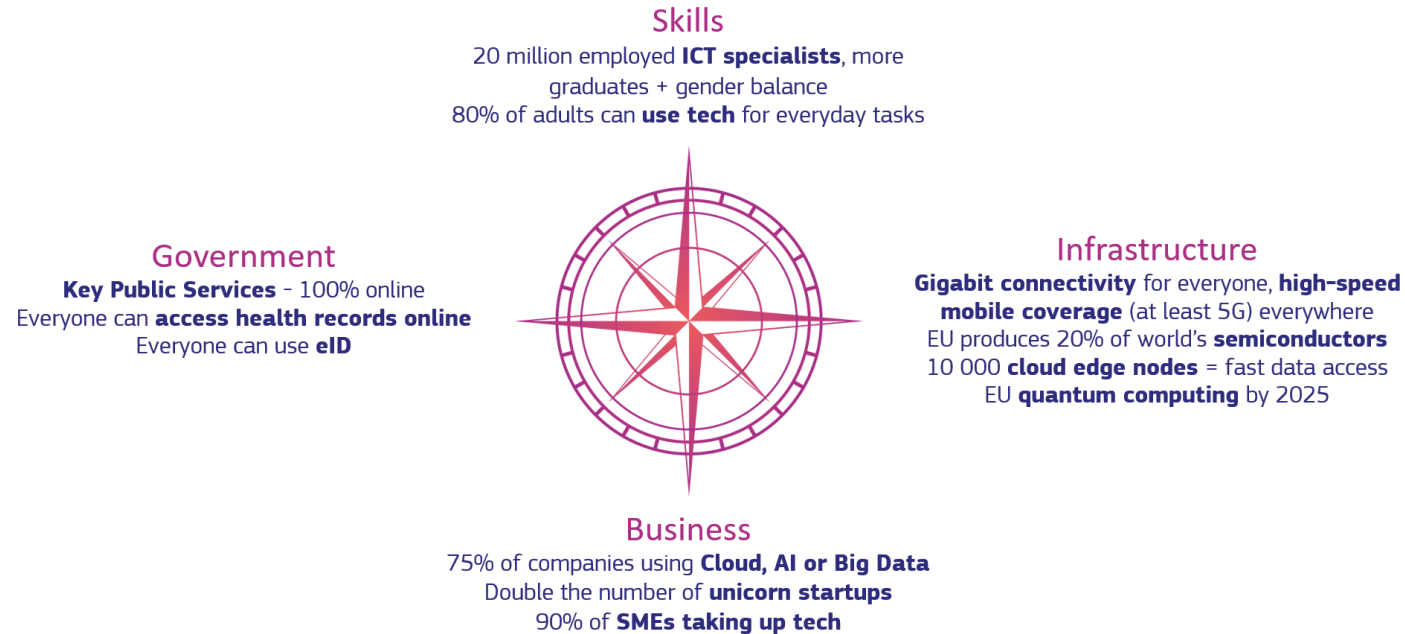 Skills
20 million employed ICT specialists, more
graduates + gender balance
80% of adults can use tech for everyday tasks
Government
Key Public Services - 100% online
Everyone can access health records online
Everyone can use eID
Infrastructure
Gigabit connectivity for everyone, high-speed
mobile coverage (at least 5G) everywhere
EU produces 20% of world's semiconductors
10 000 cloud edge nodes = fast data access
EU quantum computing by 2025
Business
75% of companies using Cloud, AI or Big Data
Double the number of unicorn startups
90% of SMEs taking up tech